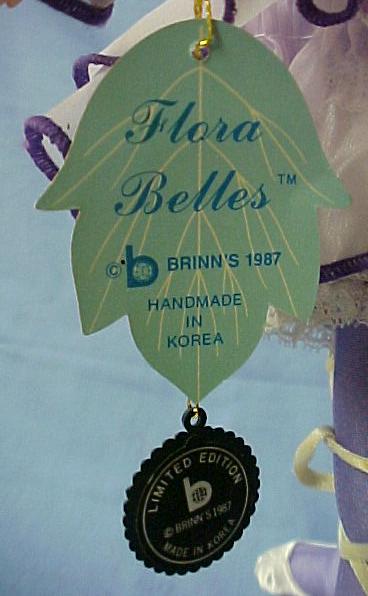 Flora
Belles™
© b BRINN'S 1987
HANDMADE
IN
KOREA
LIMITED EDITION
b
© BRINN'S 1987
MADE IN KOREA